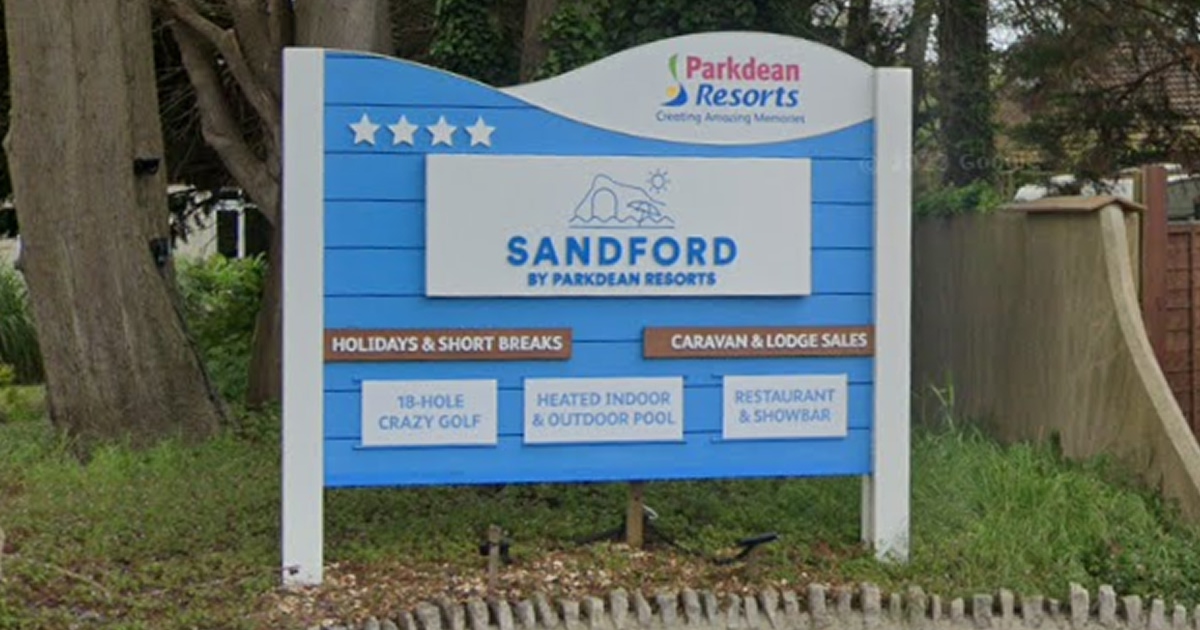 Parkdean
Resorts
Creating Amazing Memories
SANDFORD
BY PARKDEAN RESORTS
HOLIDAYS & SHORT BREAKS
CARAVAN & LODGE SALES
18-HOLE
CRAZY GOLF
HEATED INDOOR
& OUTDOOR POOL
RESTAURANT
& SHOWBAR